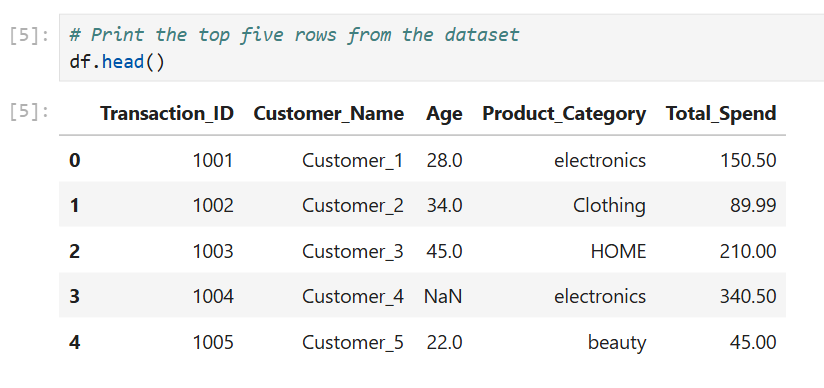 [5]: # Print the top five rows from the dataset
df.head()
[5]: Transaction_ID Customer_Name Age Product_Category Total_Spend
0 1001 Customer_1 28.0 electronics 150.50
1 1002 Customer_2 34.0 Clothing 89.99
2 1003 Customer_3 45.0 HOME 210.00
3 1004 Customer_4 NaN electronics 340.50
4 1005 Customer_5 22.0 beauty 45.00